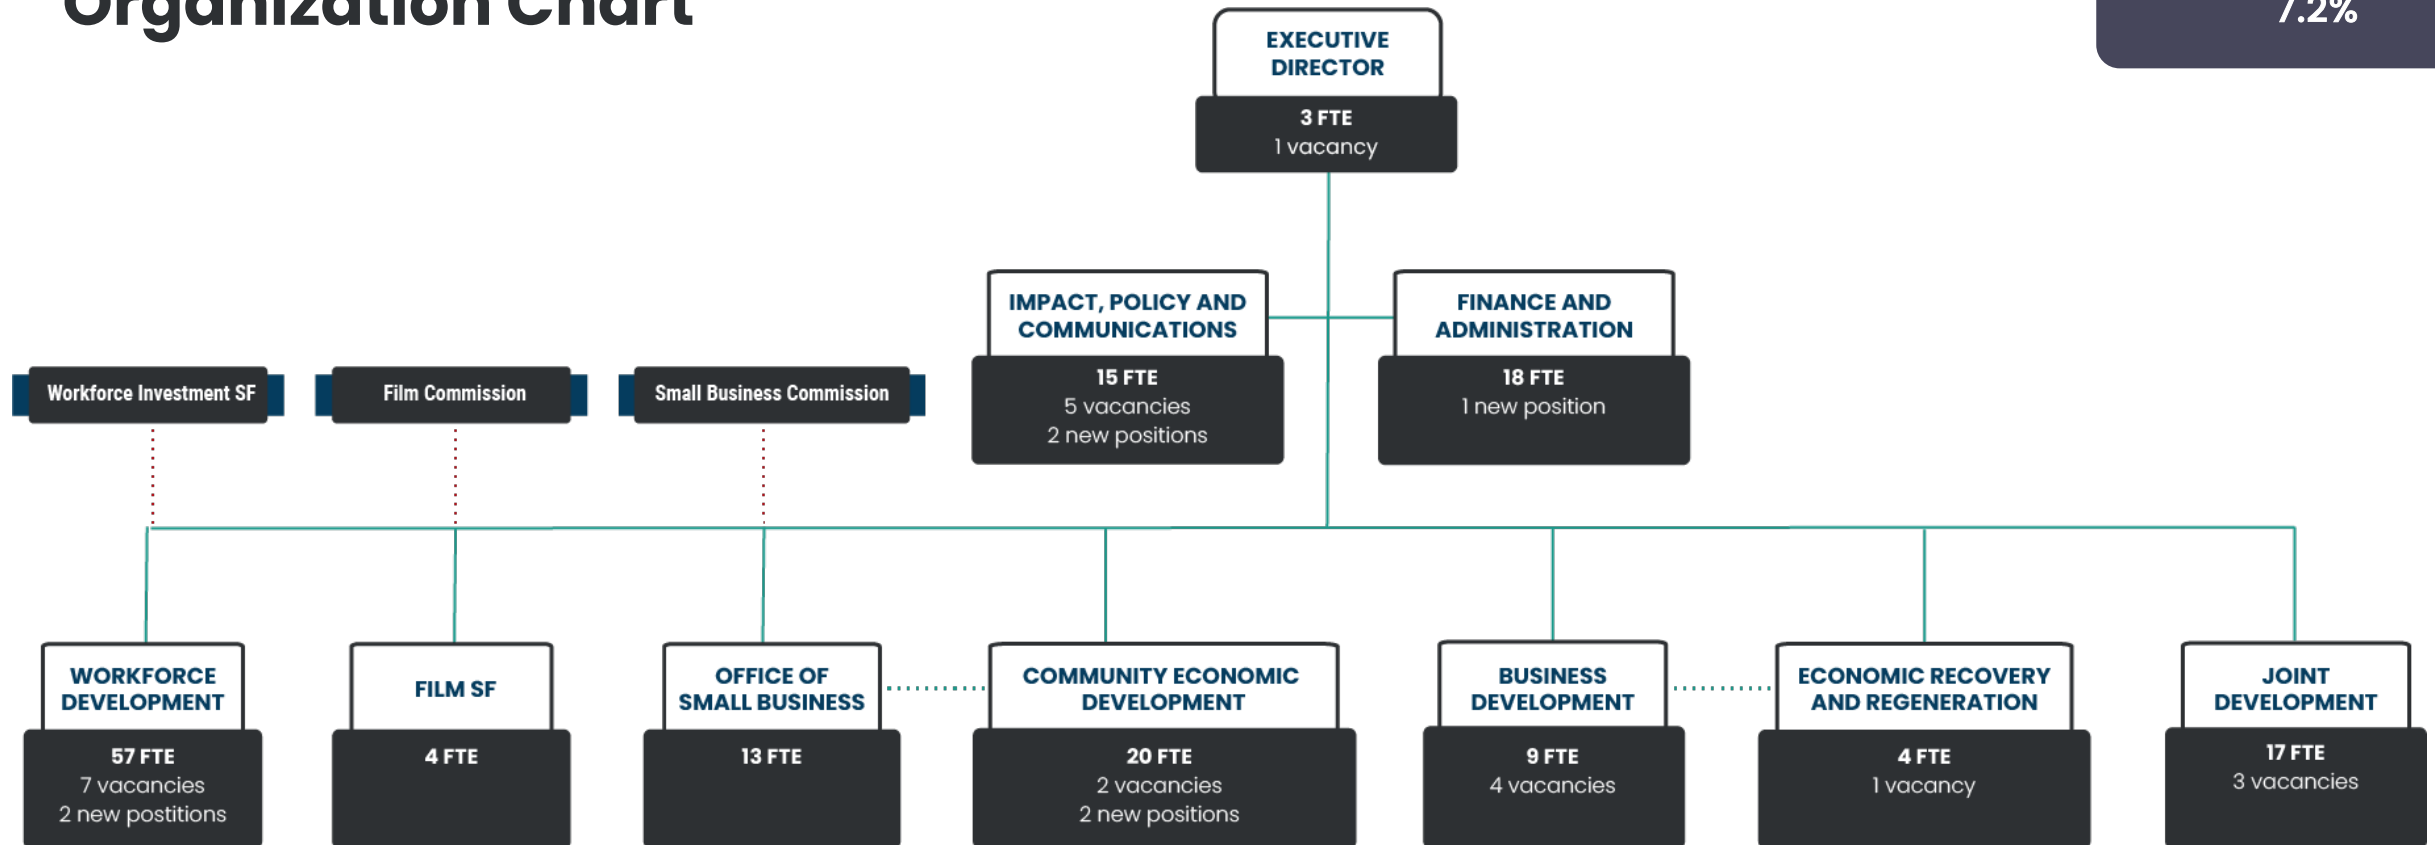 Organization Chart
7.2%
EXECUTIVE
DIRECTOR
3 FTE
1 vacancy
IMPACT, POLICY AND
COMMUNICATIONS
15 FTE
5 vacancies
2 new positions
FINANCE AND
ADMINISTRATION
18 FTE
1 new position
Workforce Investment SF
Film Commission
Small Business Commission
WORKFORCE
DEVELOPMENT
57 FTE
7 vacancies
2 new postitions
FILM SF
4 FTE
OFFICE OF
SMALL BUSINESS
13 FTE
COMMUNITY ECONOMIC
DEVELOPMENT
20 FTE
2 vacancies
2 new positions
BUSINESS
DEVELOPMENT
9 FTE
4 vacancies
ECONOMIC RECOVERY
AND REGENERATION
4 FTE
1 vacancy
JOINT
DEVELOPMENT
17 FTE
3 vacancies